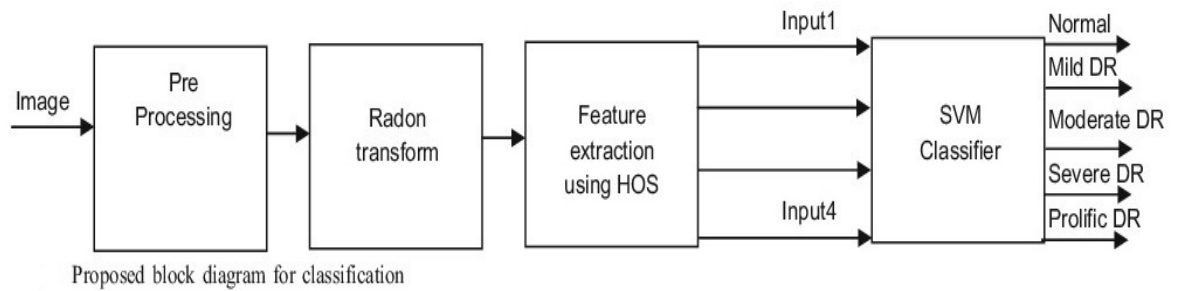 Image
Pre
Processing
Radon
transform
Feature
extraction
using HOS
Input1
Input4
SVM
Classifier
Normal
Mild DR
Moderate DR
Severe DR
Prolific DR
Proposed block diagram for classification